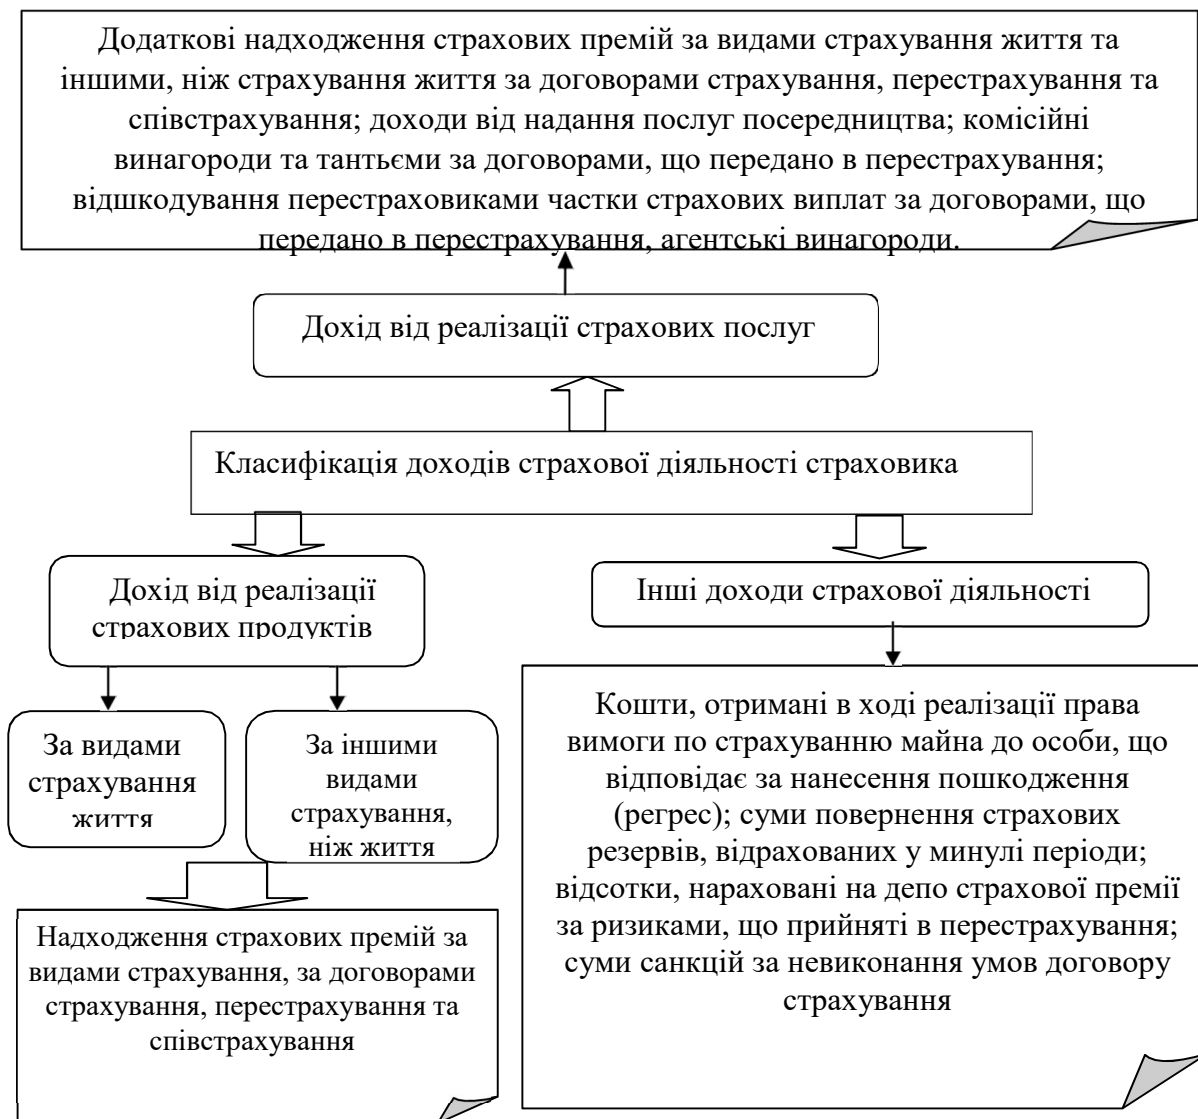 Додаткові надходження страхових премій за видами страхування життя та
іншими, ніж страхування життя за договорами страхування, перестрахування та
співстрахування; доходи від надання послуг посередництва; комісійні
винагороди та тантьєми за договорами, що передано в перестрахування;
відшкодування перестраховиками частки страхових виплат за договорами, що
передано в перестрахування, агентські винагороди.
Дохід від реалізації страхових послуг
Класифікація доходів страхової діяльності страховика
Дохід від реалізації
страхових продуктів
Інші доходи страхової діяльності
За видами
страхування
життя
За іншими
видами
страхування,
ніж життя
Надходження страхових премій за
видами страхування, за договорами
страхування, перестрахування та
співстрахування
Кошти, отримані в ході реалізації права
вимоги по страхуванню майна до особи, що
відповідає за нанесення пошкодження
(регрес); суми повернення страхових
резервів, відрахованих у минулі періоди;
відсотки, нараховані на депо страхової премії
за ризиками, що прийняті в перестрахування;
суми санкцій за невиконання умов договору
страхування